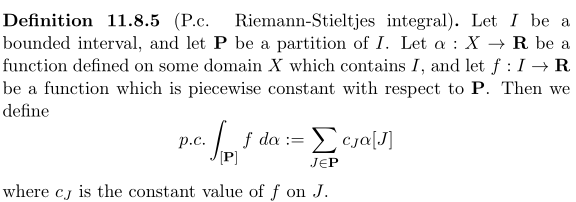 Definition 11.8.5 (P.c. Riemann-Stieltjes integral). Let I be a
bounded interval, and let P be a partition of I. Let α : X → R be a
function defined on some domain X which contains I, and let f : I → R
be a function which is piecewise constant with respect to P. Then we
define
p.c. ∫_{[P]} f dα := ∑_{J∈P} c_J α[J]
where c_J is the constant value of f on J.